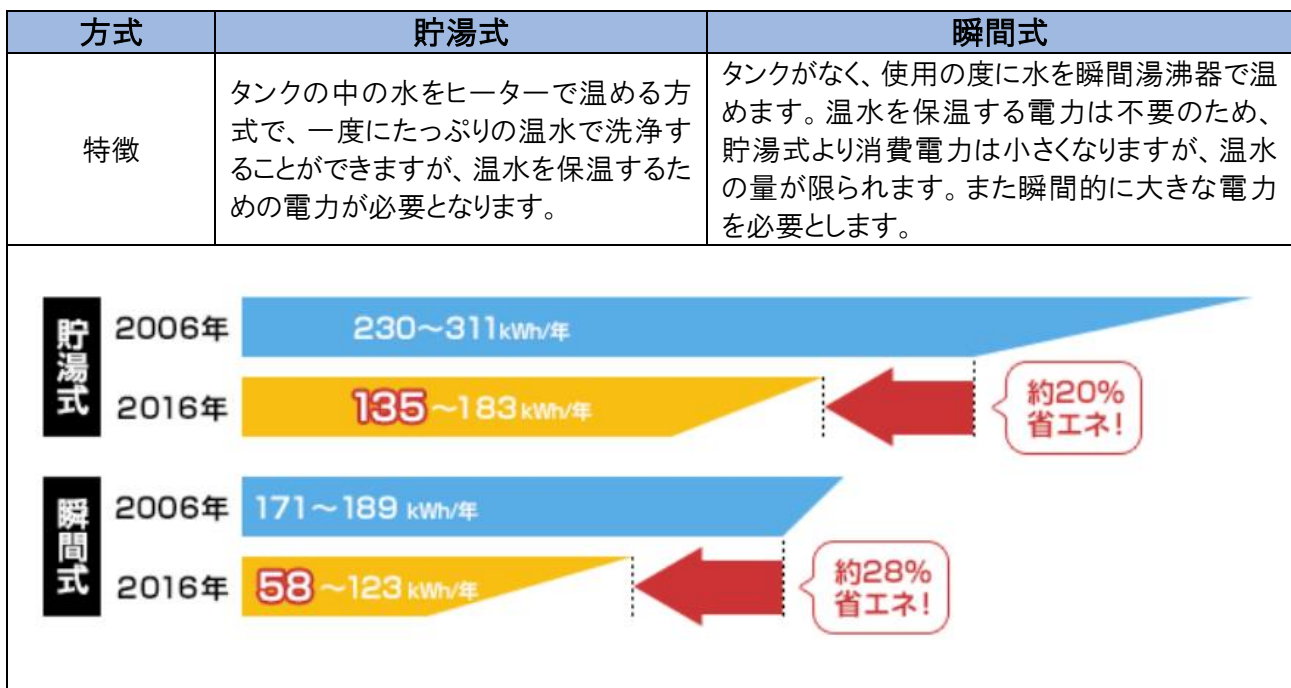 方式
貯湯式
瞬間式
特徴
タンクの中の水をヒーターで温める方
式で、一度にたっぷりの温水で洗浄す
ることができますが、温水を保温するた
めの電力が必要となります。
タンクがなく、使用の度に水を瞬間湯沸器で温
めます。温水を保温する電力は不要のため、
貯湯式より消費電力は小さくなりますが、温水
の量が限られます。また瞬間的に大きな電力
を必要とします。
貯湯式
2006年
230～311kWh/年
2016年
135～183kWh/年
約20%
省エネ!
瞬間式
2006年
171～189 kWh/年
2016年
58～123kWh/年
約28%
省エネ!